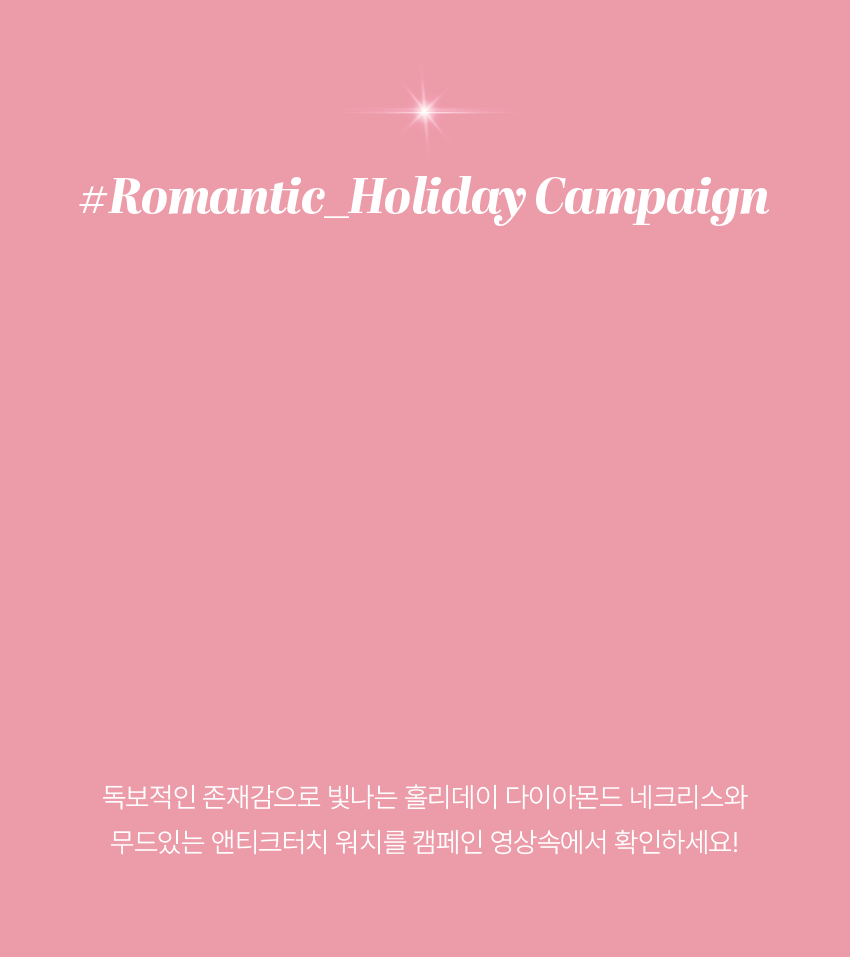 #Romantic_Holiday Campaign
독보적인 존재감으로 빛나는 홀리데이 다이아몬드 네크리스와
무드있는 앤티크터치 워치를 캠페인 영상속에서 확인하세요!